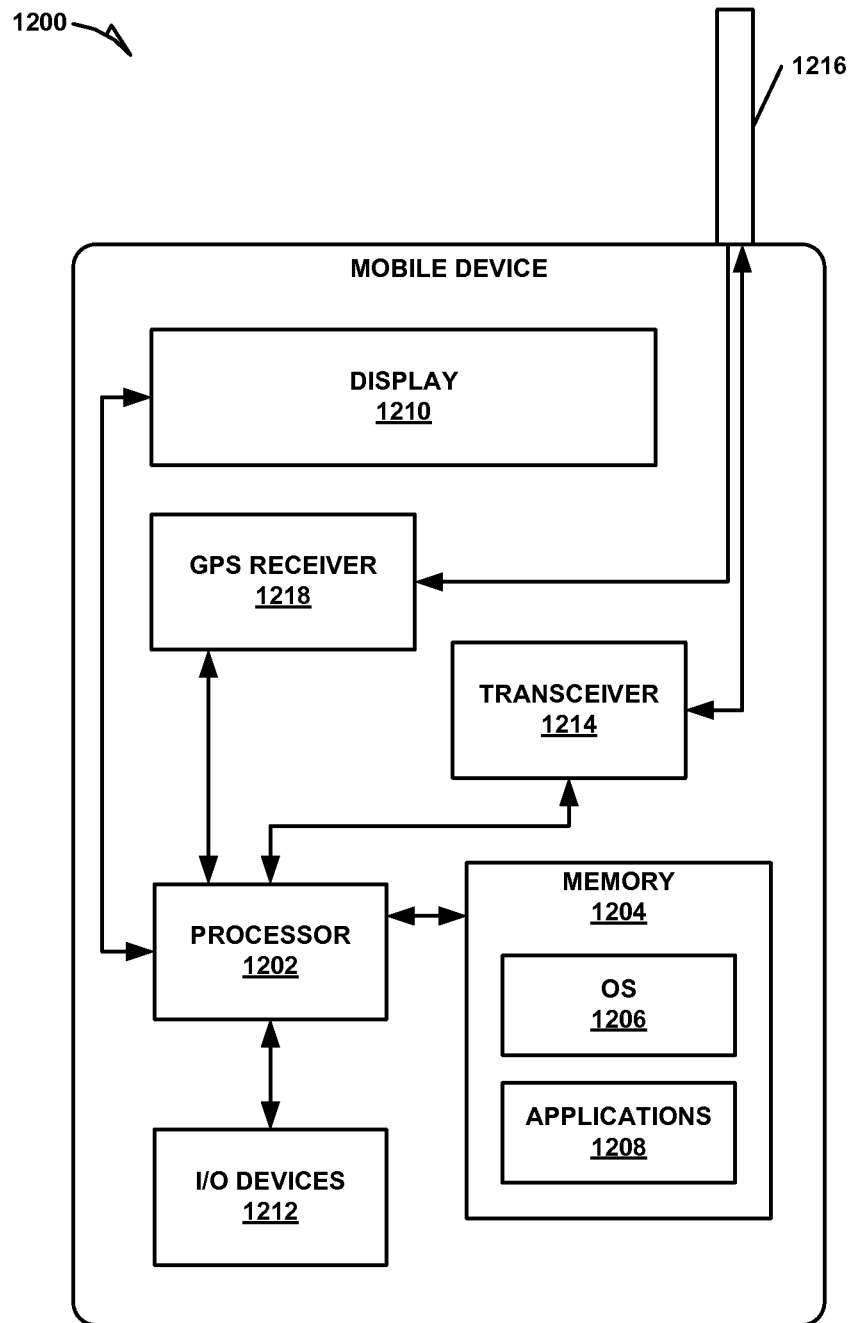 1200
1216
MOBILE DEVICE
DISPLAY
1210
GPS RECEIVER
1218
TRANSCEIVER
1214
MEMORY
1204
PROCESSOR
1202
OS
1206
APPLICATIONS
1208
I/O DEVICES
1212